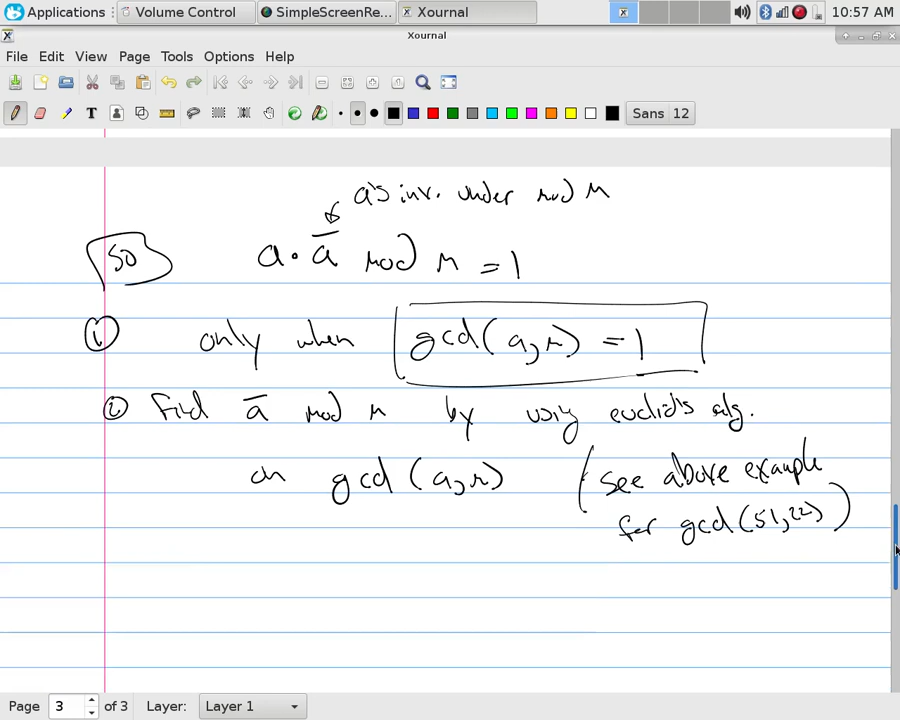 Applications
Volume Control
SimpleScreenRe...
Xournal
10:57 AM
Xournal
File Edit View Page Tools Options Help
Sans 12
a's inv. under mod m
SO a • a̅ mod m = 1
① only when gcd(a,m) = 1
② Find a̅ mod m by using euclid's alg.
on gcd(a,m) (see above example
for gcd(51,22))
Page 3 of 3 Layer: Layer 1